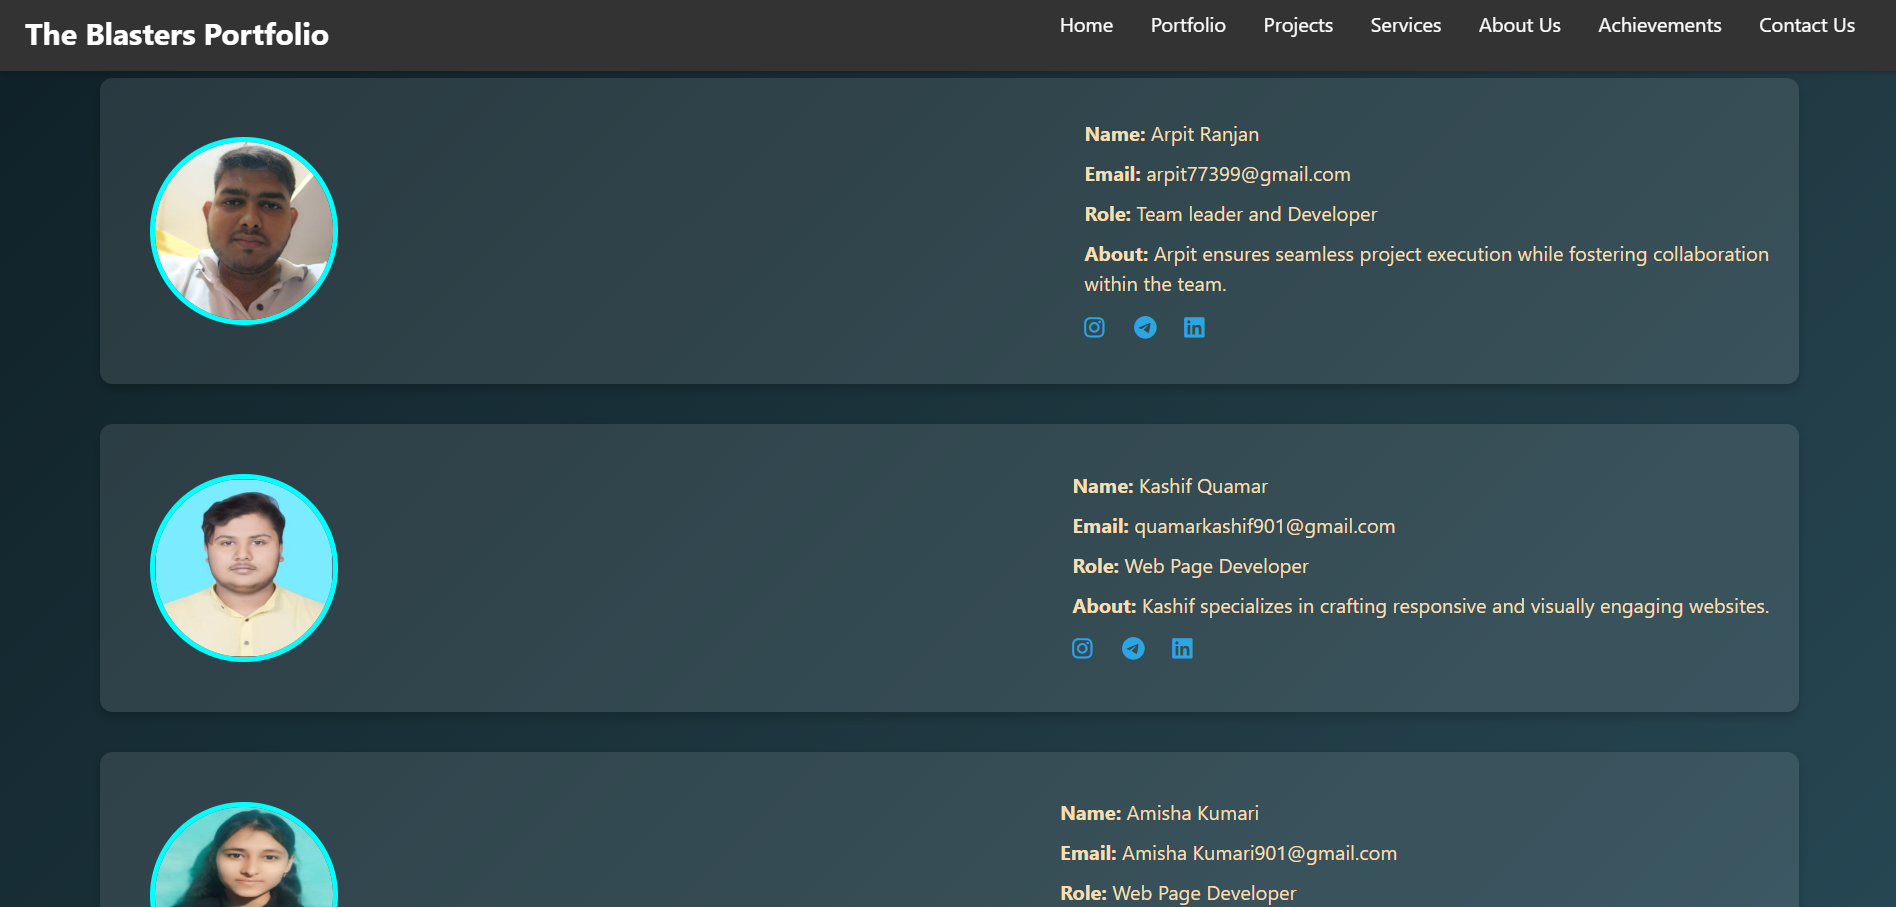 The Blasters Portfolio
Home Portfolio Projects Services About Us Achievements Contact Us
Name: Arpit Ranjan
Email: arpit77399@gmail.com
Role: Team leader and Developer
About: Arpit ensures seamless project execution while fostering collaboration
within the team.
Name: Kashif Quamar
Email: quamarkashif901@gmail.com
Role: Web Page Developer
About: Kashif specializes in crafting responsive and visually engaging websites.
Name: Amisha Kumari
Email: Amisha Kumari901@gmail.com
Role: Web Page Developer